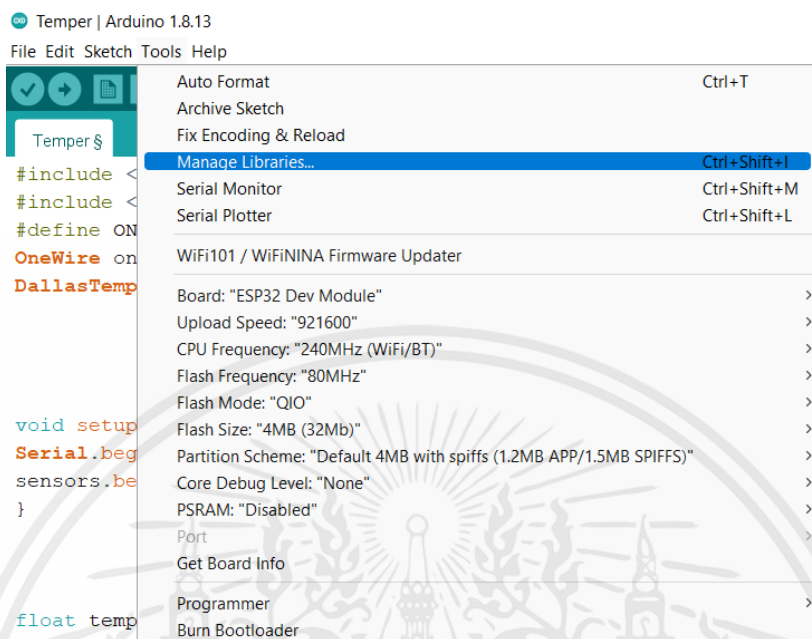 Temper | Arduino 1.8.13
File Edit Sketch Tools Help
Auto Format Ctrl+T
Archive Sketch
Fix Encoding & Reload
Temper §
Manage Libraries... Ctrl+Shift+I
#include <
Serial Monitor Ctrl+Shift+M
#include <
Serial Plotter Ctrl+Shift+L
#define ON
WiFi101 / WiFiNINA Firmware Updater
OneWire on
DallasTemp
Board: "ESP32 Dev Module"
Upload Speed: "921600"
CPU Frequency: "240MHz (WiFi/BT)"
Flash Frequency: "80MHz"
Flash Mode: "QIO"
void setup
Flash Size: "4MB (32Mb)"
Serial.beg
Partition Scheme: "Default 4MB with spiffs (1.2MB APP/1.5MB SPIFFS)"
sensors.be
Core Debug Level: "None"
}
PSRAM: "Disabled"
Port
Get Board Info
Programmer
float temp
Burn Bootloader